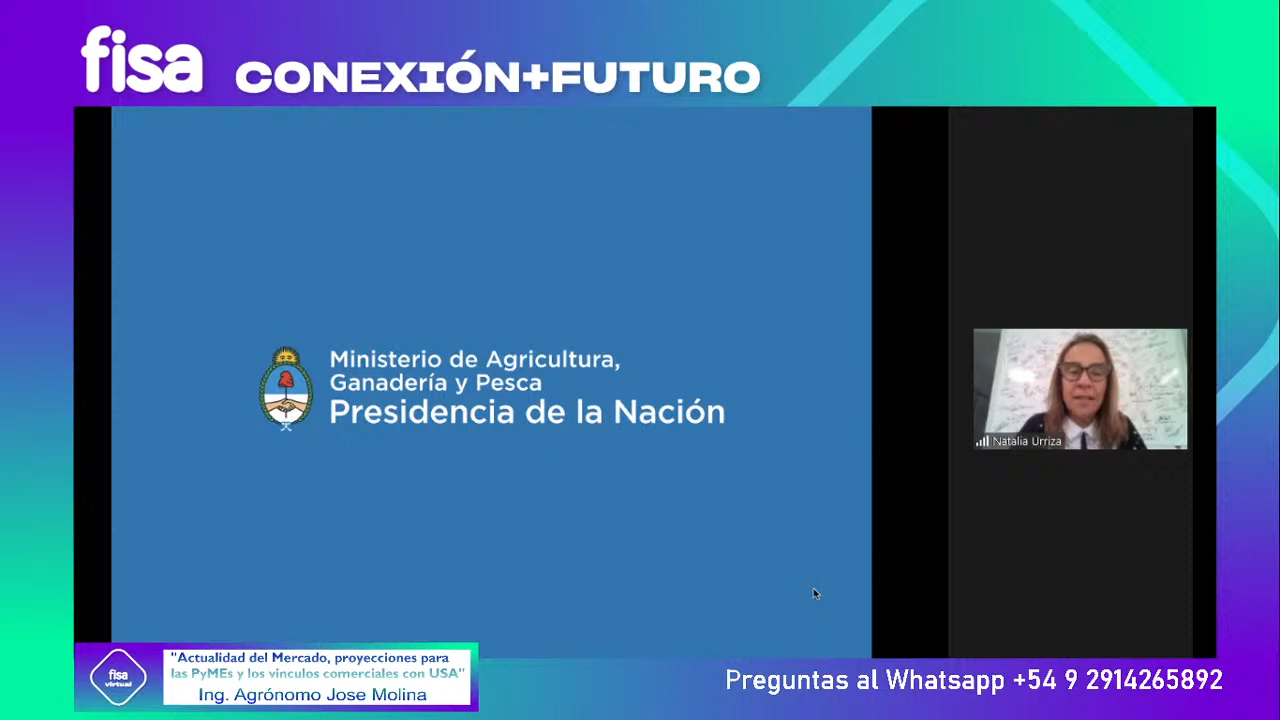 fisa CONEXIÓN+FUTURO
Ministerio de Agricultura,
Ganadería y Pesca
Presidencia de la Nación
Natalia Urriza
fisa
virtual
"Actualidad del Mercado, proyecciones para
las PyMEs y los vinculos comerciales con USA"
Ing. Agrónomo Jose Molina
Preguntas al Whatsapp +54 9 2914265892